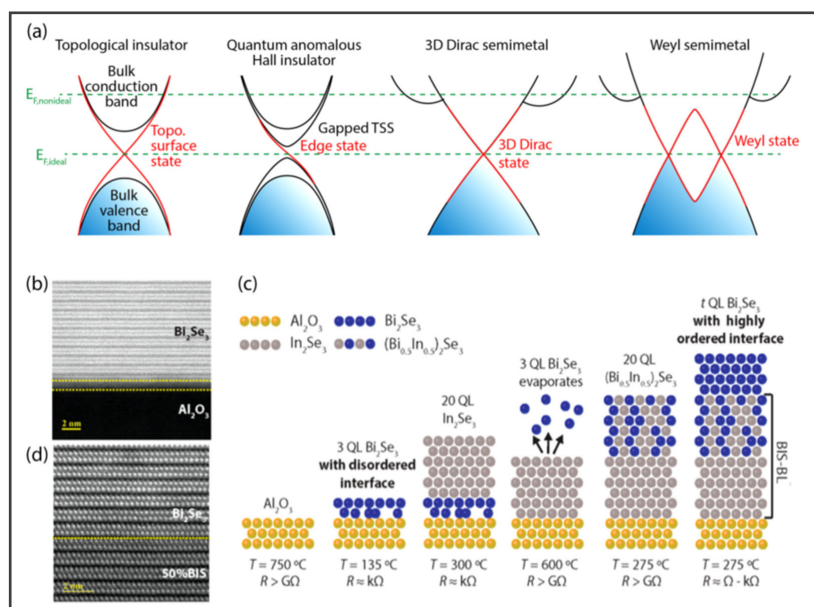 (a)
Topological insulator
Quantum anomalous
Hall insulator
3D Dirac semimetal
Weyl semimetal
E_F,nonideal
Bulk
conduction
band
Topo.
surface
state
Gapped TSS
Edge state
3D Dirac
state
Weyl state
E_F,ideal
Bulk
valence
band
(b)
Bi₂Se₃
Al₂O₃
2 nm
(c)
Al₂O₃
Bi₂Se₃
In₂Se₃
(Bi₀.₅In₀.₅)₂Se₃
Al₂O₃
3 QL Bi₂Se₃
with disordered
interface
20 QL
In₂Se₃
3 QL Bi₂Se₃
evaporates
20 QL
(Bi₀.₅In₀.₅)₂Se₃
t QL Bi₂Se₃
with highly
ordered interface
BIS-BL
T = 750 ºC
R > GΩ
T = 135 ºC
R ≈ kΩ
T = 300 ºC
R ≈ kΩ
T = 600 ºC
R > GΩ
T = 275 ºC
R > GΩ
T = 275 ºC
R ≈ Ω - kΩ
(d)
Bi₂Se₃
50%BIS
2 nm